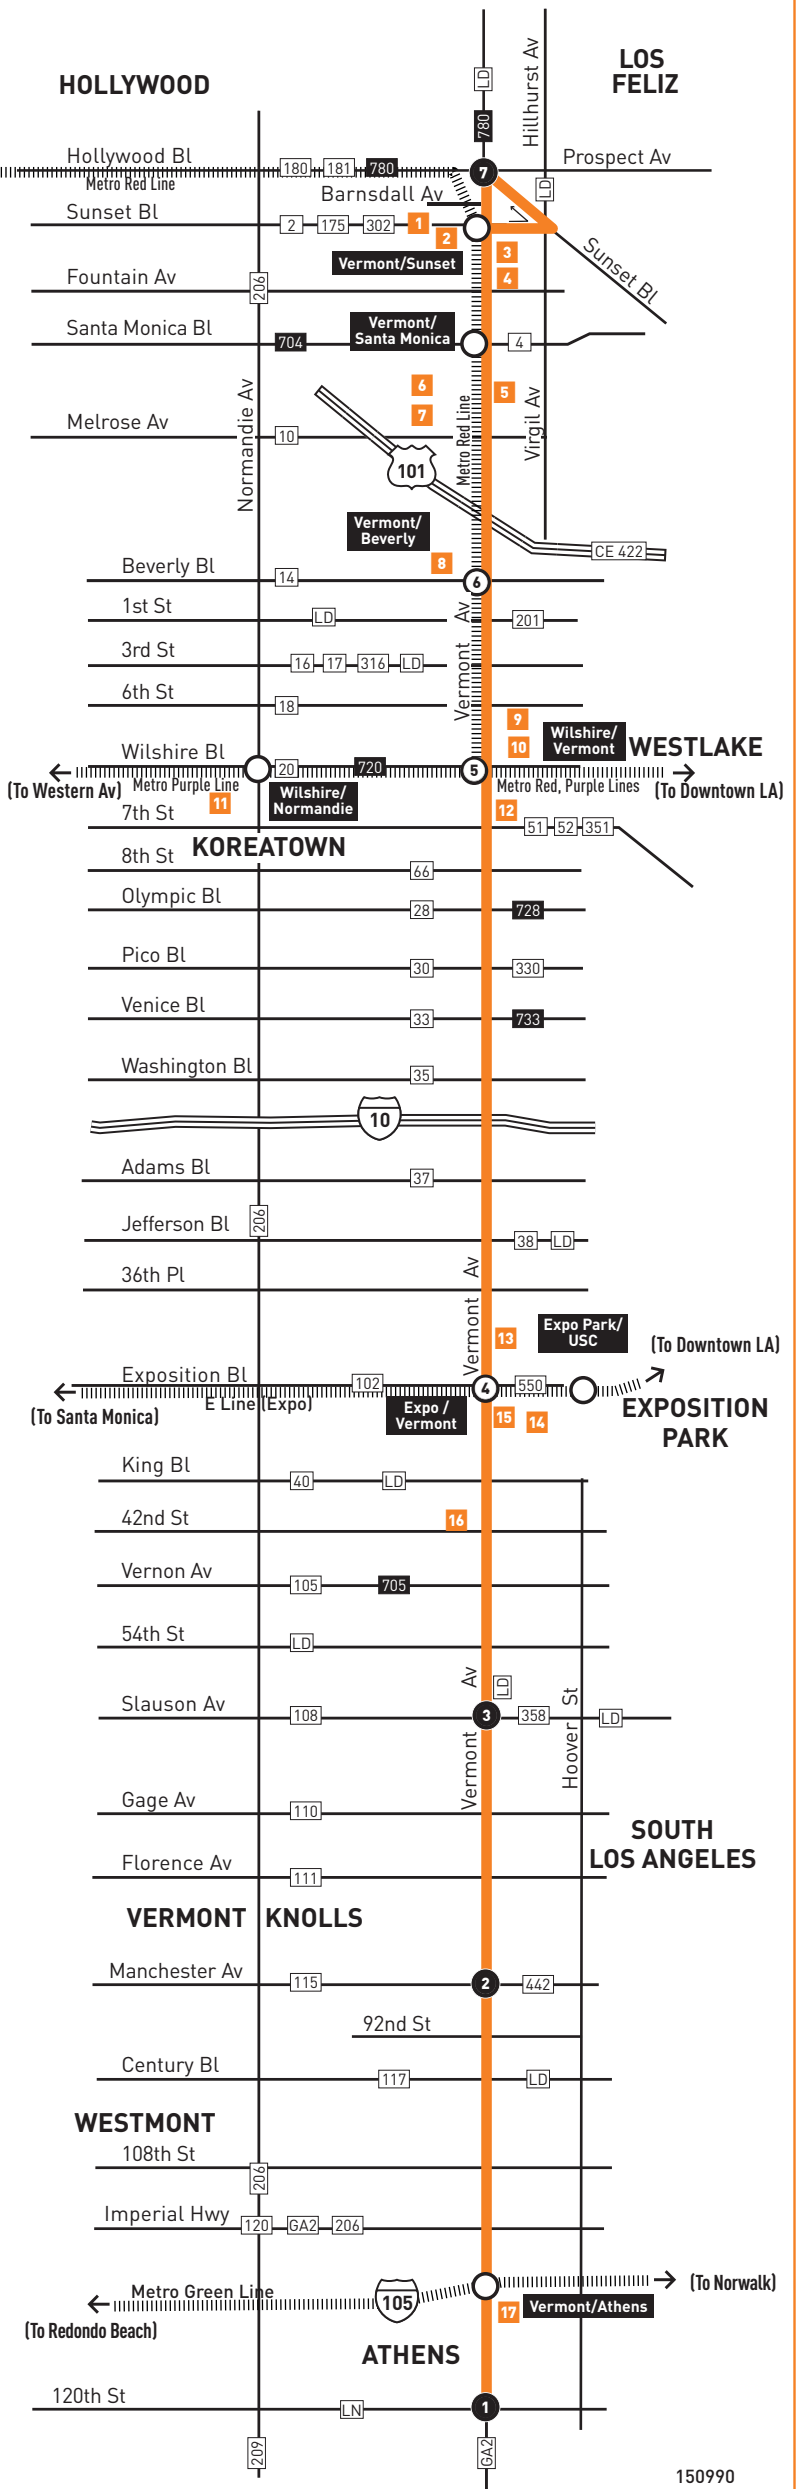 HOLLYWOOD
LOS
FELIZ
LD
780
Hillhurst Av
Hollywood Bl
180
181
780
7
Prospect Av
Metro Red Line
Barnsdall Av
LD
Sunset Bl
2
175
302
1
2
Vermont/Sunset
3
4
Sunset Bl
Fountain Av
206
Santa Monica Bl
704
Vermont/
Santa Monica
4
Normandie Av
6
7
5
Metro Red Line
Virgil Av
Melrose Av
10
101
Vermont/
Beverly
CE 422
8
Beverly Bl
14
6
1st St
LD
201
Vermont Av
3rd St
16
17
316
LD
6th St
18
9
10
Wilshire/
Vermont
WESTLAKE
Wilshire Bl
20
720
5
(To Western Av)
Metro Purple Line
11
Wilshire/
Normandie
Metro Red, Purple Lines
(To Downtown LA)
12
7th St
51
52
351
KOREATOWN
8th St
66
Olympic Bl
28
728
Pico Bl
30
330
Venice Bl
33
733
Washington Bl
35
10
Adams Bl
37
Jefferson Bl
206
38
LD
36th Pl
Vermont Av
13
Expo Park/
USC
(To Downtown LA)
Exposition Bl
102
4
550
E Line (Expo)
(To Santa Monica)
Expo /
Vermont
15
14
EXPOSITION
PARK
King Bl
40
LD
42nd St
16
Vernon Av
105
705
54th St
LD
Vermont Av
LD
Slauson Av
108
3
358
LD
Hoover St
Gage Av
110
SOUTH
LOS ANGELES
Florence Av
111
VERMONT KNOLLS
Manchester Av
115
2
442
92nd St
Century Bl
117
LD
WESTMONT
108th St
206
Imperial Hwy
120
GA2
206
Metro Green Line
105
(To Norwalk)
(To Redondo Beach)
17
Vermont/Athens
ATHENS
120th St
LN
1
209
GA2
150990